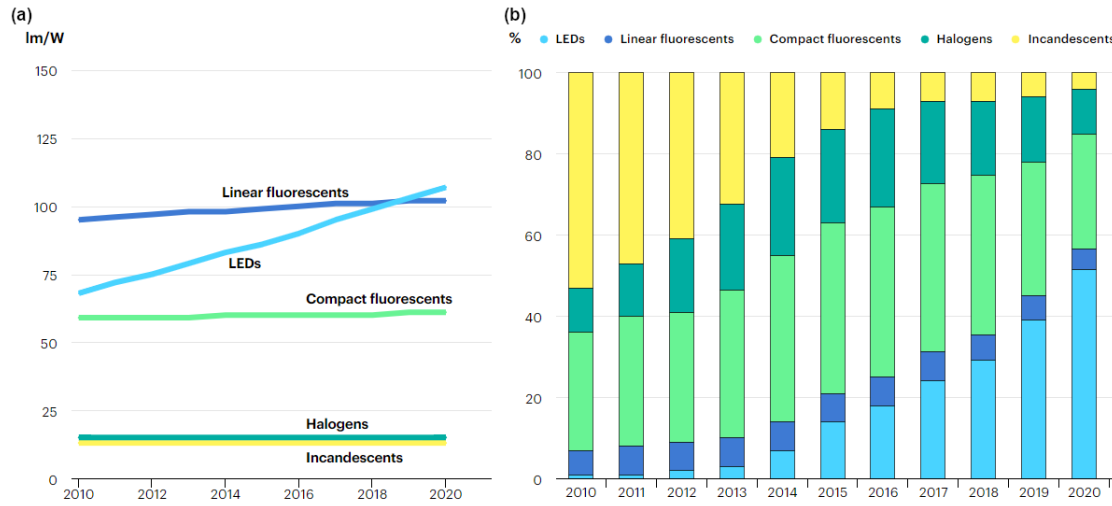 (a)
lm/W
150
125
100
75
50
25
0
Linear fluorescents
LEDs
Compact fluorescents
Halogens
Incandescents
2010 2012 2014 2016 2018 2020
(b)
% LEDs Linear fluorescents Compact fluorescents Halogens Incandescents
100
80
60
40
20
0
2010 2011 2012 2013 2014 2015 2016 2017 2018 2019 2020